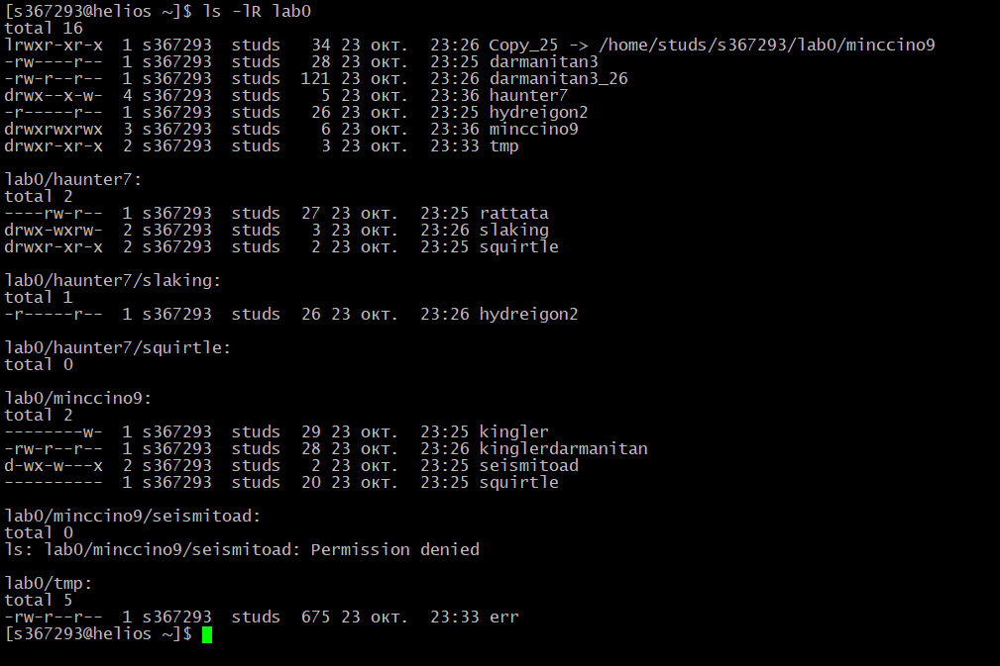 [s367293@helios ~]$ ls -lR lab0
total 16
lrwxr-xr-x  1 s367293  studs   34 23 окт.  23:26 Copy_25 -> /home/studs/s367293/lab0/minccino9
-rw----r--  1 s367293  studs   28 23 окт.  23:25 darmanitan3
-rw-r--r--  1 s367293  studs  121 23 окт.  23:26 darmanitan3_26
drwx--x-w-  4 s367293  studs    5 23 окт.  23:36 haunter7
-r-----r--  1 s367293  studs   26 23 окт.  23:25 hydreigon2
drwxrwxrwx  3 s367293  studs    6 23 окт.  23:36 minccino9
drwxr-xr-x  2 s367293  studs    3 23 окт.  23:33 tmp

lab0/haunter7:
total 2
----rw-r--  1 s367293  studs  27 23 окт.  23:25 rattata
drwx-wxrw-  2 s367293  studs   3 23 окт.  23:26 slaking
drwxr-xr-x  2 s367293  studs   2 23 окт.  23:25 squirtle

lab0/haunter7/slaking:
total 1
-r-----r--  1 s367293  studs  26 23 окт.  23:26 hydreigon2

lab0/haunter7/squirtle:
total 0

lab0/minccino9:
total 2
--------w-  1 s367293  studs  29 23 окт.  23:25 kingler
-rw-r--r--  1 s367293  studs  28 23 окт.  23:26 kinglerdarmanitan
d-wx-w---x  2 s367293  studs   2 23 окт.  23:25 seismitoad
----------  1 s367293  studs  20 23 окт.  23:25 squirtle

lab0/minccino9/seismitoad:
total 0
ls: lab0/minccino9/seismitoad: Permission denied

lab0/tmp:
total 5
-rw-r--r--  1 s367293  studs  675 23 окт.  23:33 err
[s367293@helios ~]$